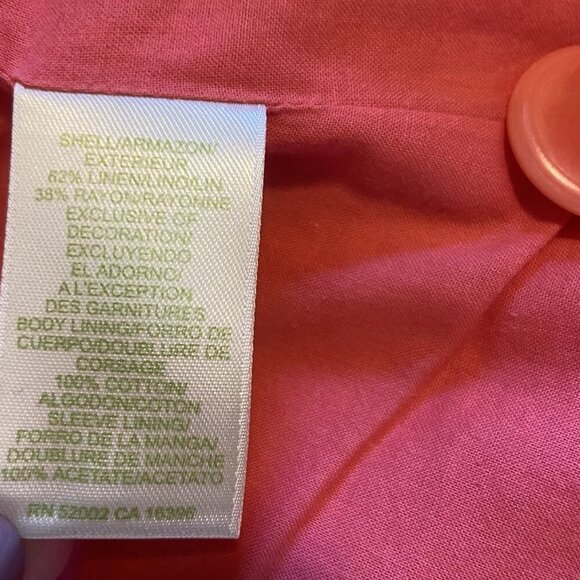 SHELL/ARMAZON/
EXTERIEUR
62% LINEN/LINO/LIN
38% RAYON/RAYONNE
EXCLUSIVE OF
DECORATION/
EXCLUYENDO
EL ADORNO/
A L'EXCEPTION
DES GARNITURES
BODY LINING/FORRO DE
CUERPO/DOUBLURE DE
CORSAGE
100% COTTON/
ALGODON/COTON
SLEEVE LINING/
FORRO DE LA MANGA/
DOUBLURE DE MANCHE
100% ACETATE/ACETATO
RN 52002 CA 16396